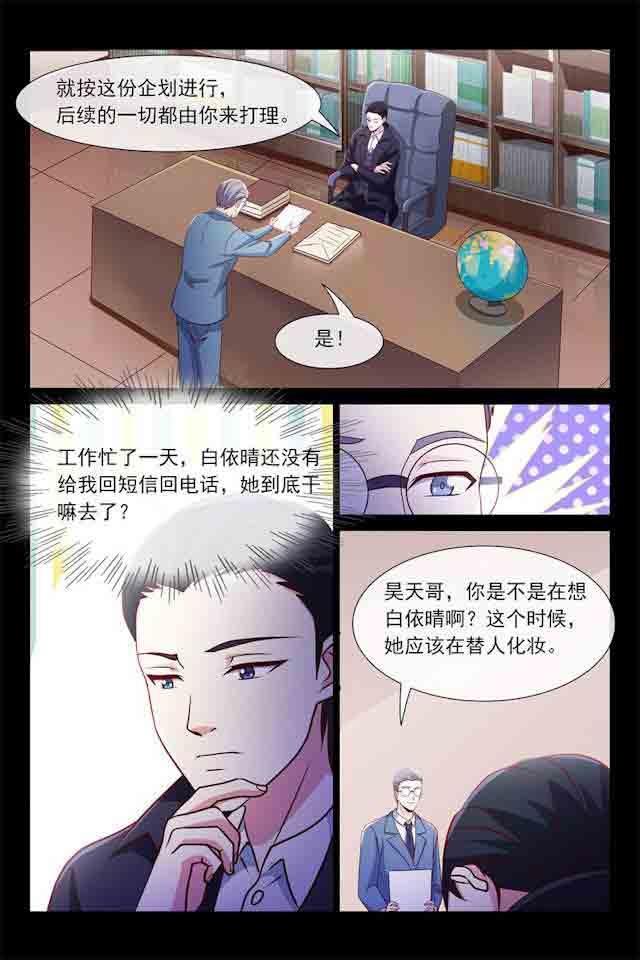 就按这份企划进行，
后续的一切都由你来打理。
是！
工作忙了一天，白依晴还没有
给我回短信回电话，她到底干
嘛去了？
昊天哥，你是不是在想
白依晴啊？这个时候，
她应该在替人化妆。